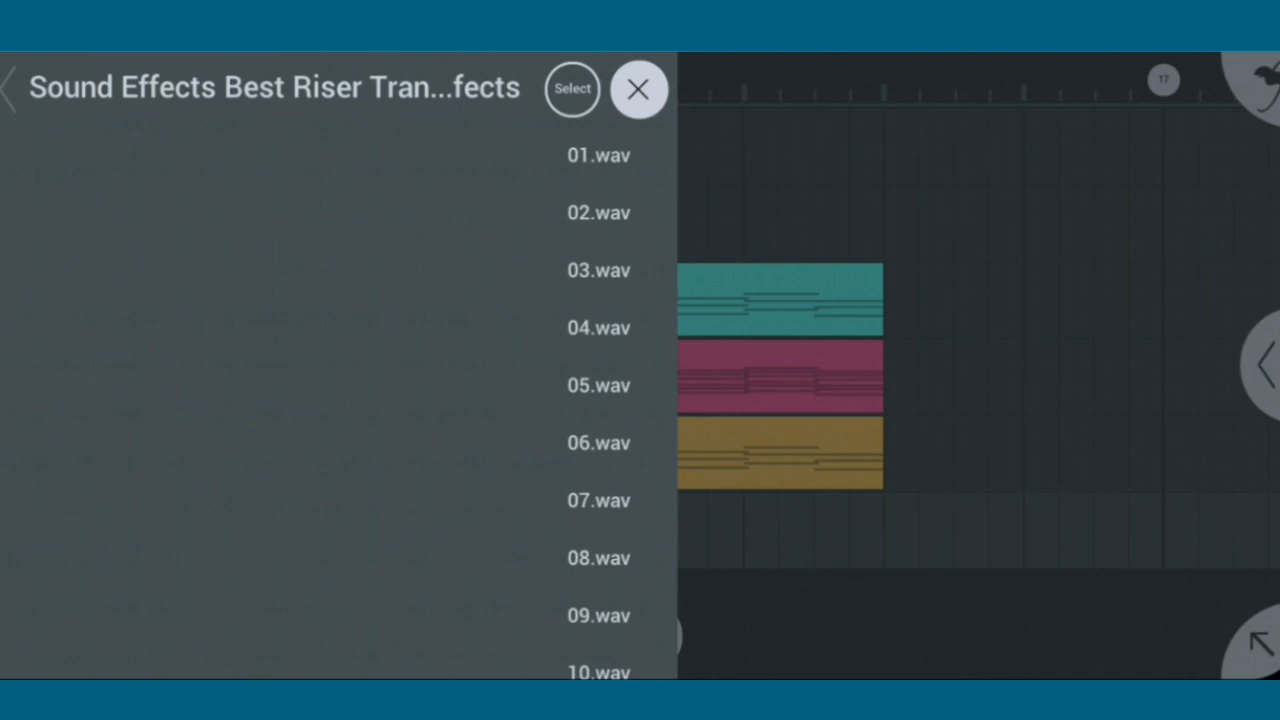 Sound Effects Best Riser Tran...fects
Select
17
01.wav
02.wav
03.wav
04.wav
05.wav
06.wav
07.wav
08.wav
09.wav
10.wav